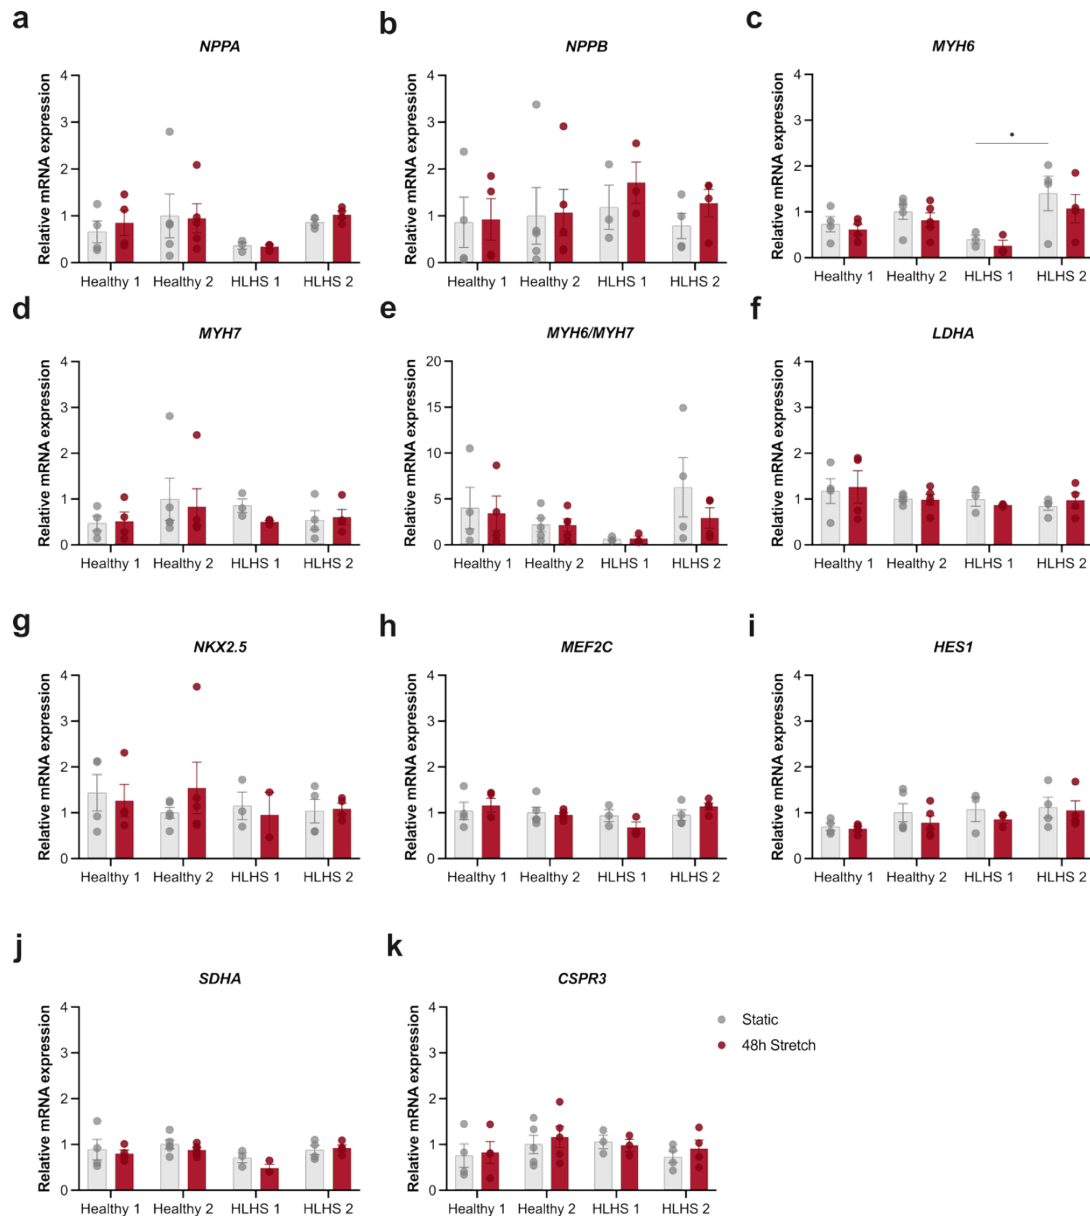 a
NPPA
Relative mRNA expression
4
3
2
1
0
Healthy 1 Healthy 2 HLHS 1 HLHS 2
b
NPPB
Relative mRNA expression
4
3
2
1
0
Healthy 1 Healthy 2 HLHS 1 HLHS 2
c
MYH6
Relative mRNA expression
4
3
2
1
0
*
Healthy 1 Healthy 2 HLHS 1 HLHS 2
d
MYH7
Relative mRNA expression
4
3
2
1
0
Healthy 1 Healthy 2 HLHS 1 HLHS 2
e
MYH6/MYH7
Relative mRNA expression
20
15
10
5
0
Healthy 1 Healthy 2 HLHS 1 HLHS 2
f
LDHA
Relative mRNA expression
4
3
2
1
0
Healthy 1 Healthy 2 HLHS 1 HLHS 2
g
NKX2.5
Relative mRNA expression
4
3
2
1
0
Healthy 1 Healthy 2 HLHS 1 HLHS 2
h
MEF2C
Relative mRNA expression
4
3
2
1
0
Healthy 1 Healthy 2 HLHS 1 HLHS 2
i
HES1
Relative mRNA expression
4
3
2
1
0
Healthy 1 Healthy 2 HLHS 1 HLHS 2
j
SDHA
Relative mRNA expression
4
3
2
1
0
Healthy 1 Healthy 2 HLHS 1 HLHS 2
k
CSPR3
Relative mRNA expression
4
3
2
1
0
Healthy 1 Healthy 2 HLHS 1 HLHS 2
Static
48h Stretch